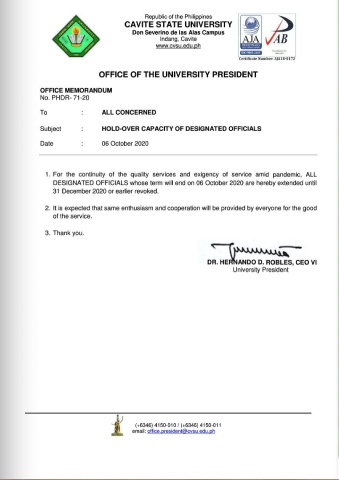 Republic of the Philippines
CAVITE STATE UNIVERSITY
Don Severino de las Alas Campus
Indang, Cavite
www.cvsu.edu.ph
AJA
PAB
Certificate Number: AJA18-0173
OFFICE OF THE UNIVERSITY PRESIDENT
OFFICE MEMORANDUM
No. PHDR- 71-20
To : ALL CONCERNED
Subject : HOLD-OVER CAPACITY OF DESIGNATED OFFICIALS
Date : 06 October 2020
1. For the continuity of the quality services and exigency of service amid pandemic, ALL
DESIGNATED OFFICIALS whose term will end on 06 October 2020 are hereby extended until
31 December 2020 or earlier revoked.
2. It is expected that same enthusiasm and cooperation will be provided by everyone for the good
of the service.
3. Thank you.
DR. HERNANDO D. ROBLES, CEO VI
University President
(+6346) 4150-010 / (+6346) 4150-011
email: office.president@cvsu.edu.ph